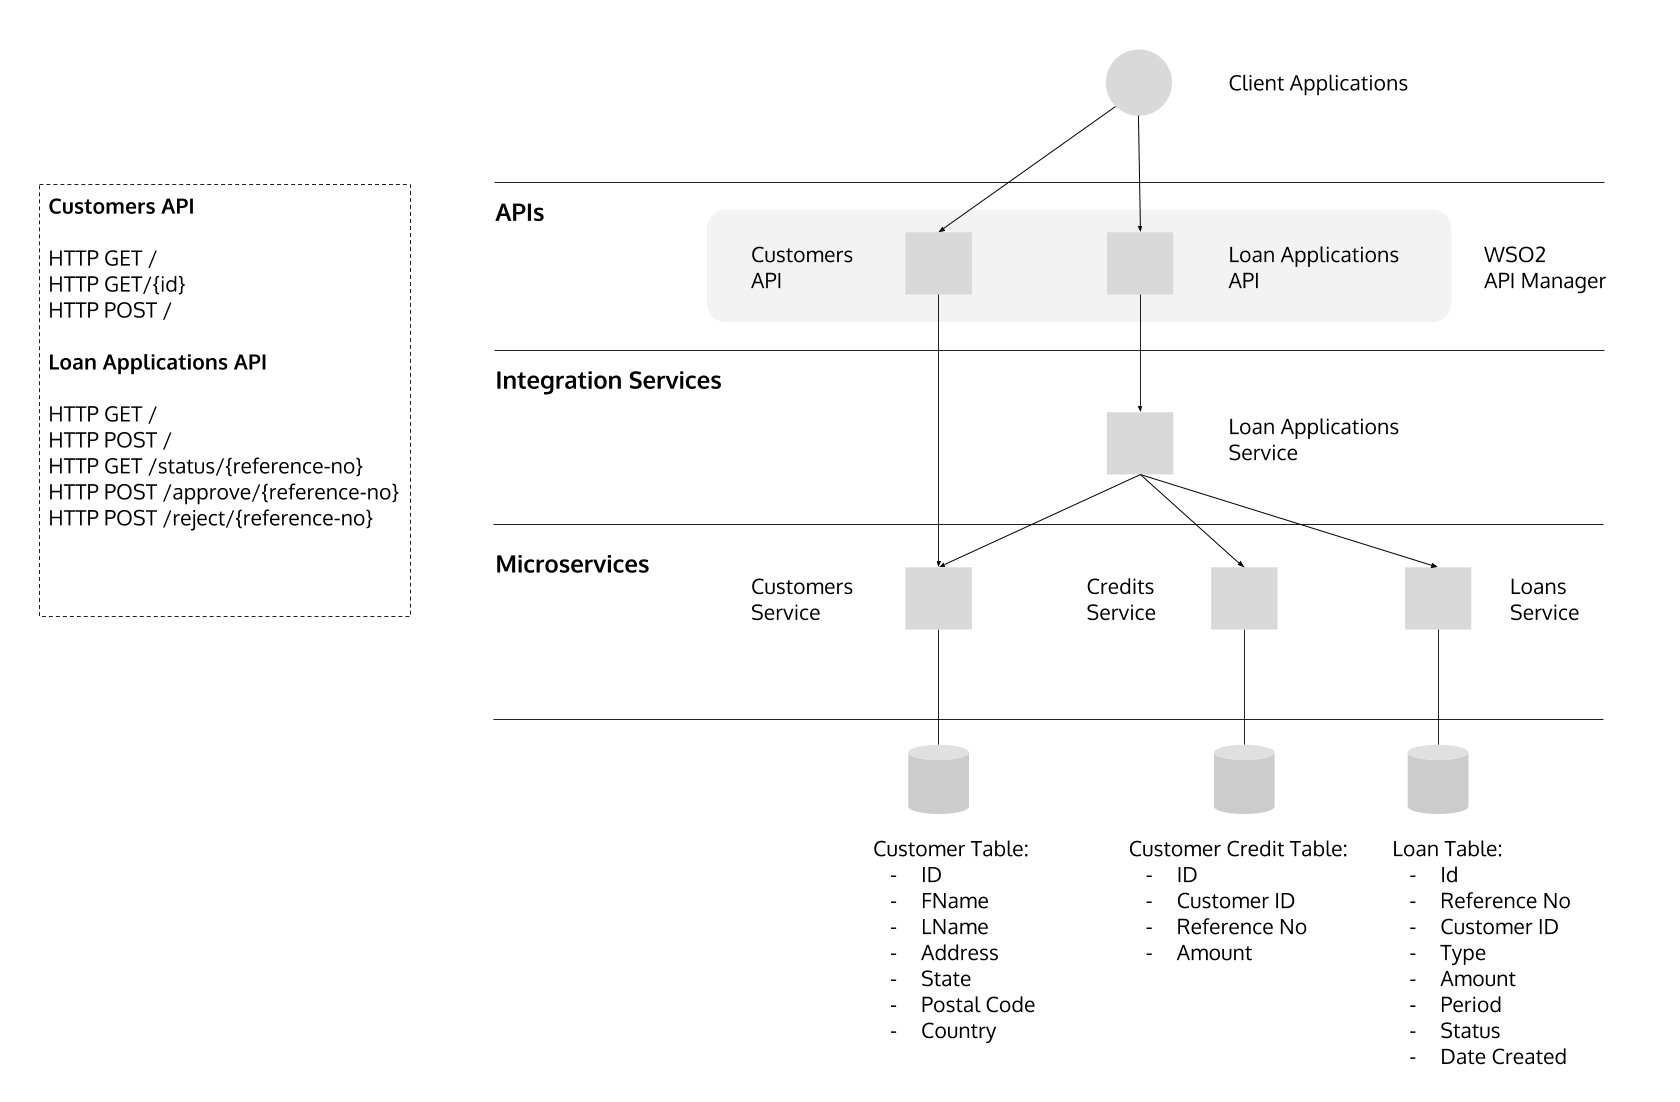 Client Applications
Customers API
HTTP GET /
HTTP GET/{id}
HTTP POST /
Loan Applications API
HTTP GET /
HTTP POST /
HTTP GET /status/{reference-no}
HTTP POST /approve/{reference-no}
HTTP POST /reject/{reference-no}
APIs
Customers
API
Loan Applications
API
WSO2
API Manager
Integration Services
Loan Applications
Service
Microservices
Customers
Service
Credits
Service
Loans
Service
Customer Table:
- ID
- FName
- LName
- Address
- State
- Postal Code
- Country
Customer Credit Table:
- ID
- Customer ID
- Reference No
- Amount
Loan Table:
- Id
- Reference No
- Customer ID
- Type
- Amount
- Period
- Status
- Date Created